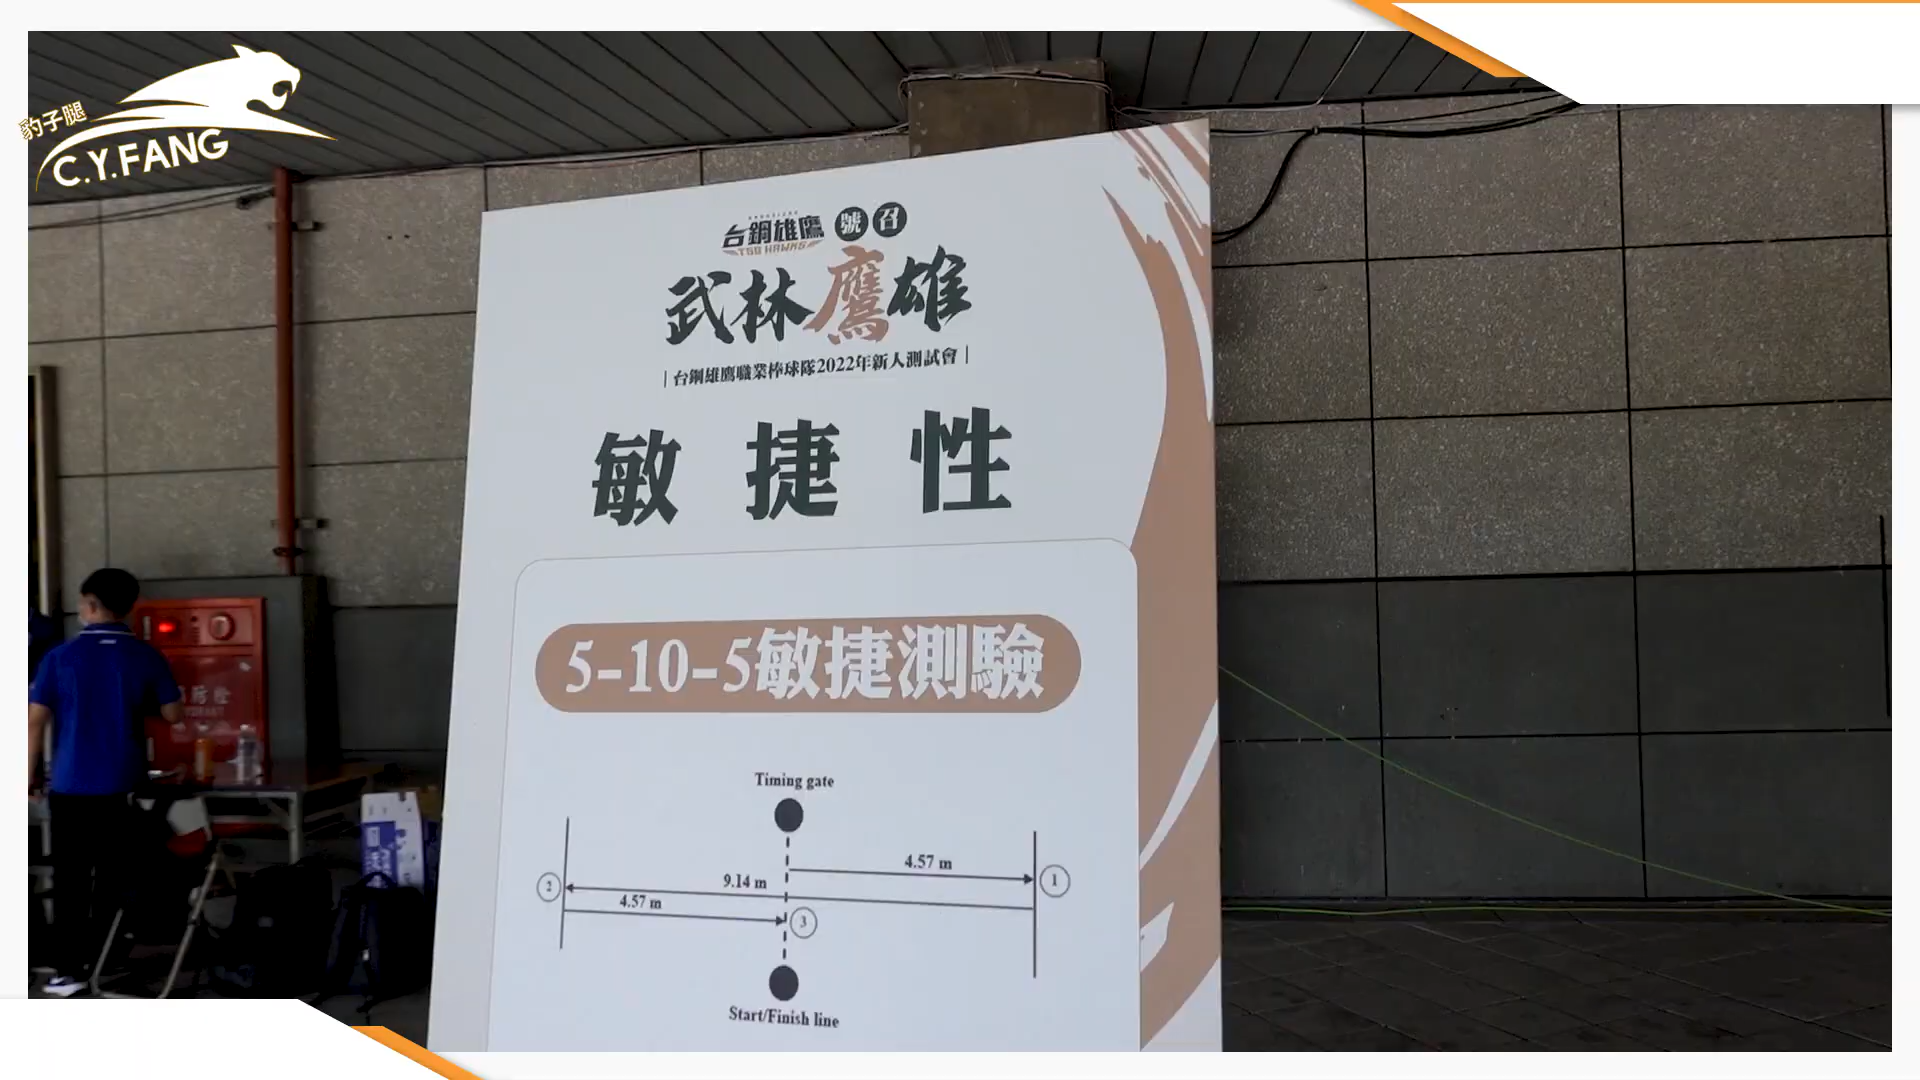 豹子腿
C.Y.FANG
台鋼雄鷹 號召
TSG HAWKS
武林鷹雄
|台鋼雄鷹職業棒球隊2022年新人測試會|
敏捷性
5-10-5敏捷測驗
Timing gate
4.57 m
1
9.14 m
2
4.57 m
3
Start/Finish line